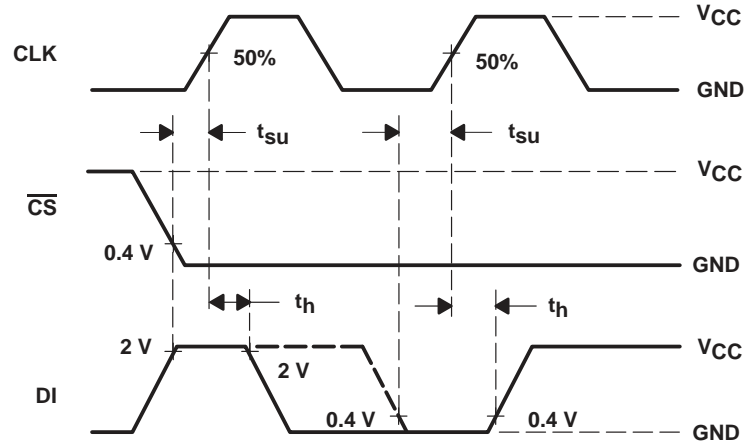 CLK
50%
50%
VCC
GND
tsu
tsu
CS
0.4 V
VCC
GND
th
th
DI
2 V
2 V
0.4 V
0.4 V
VCC
GND